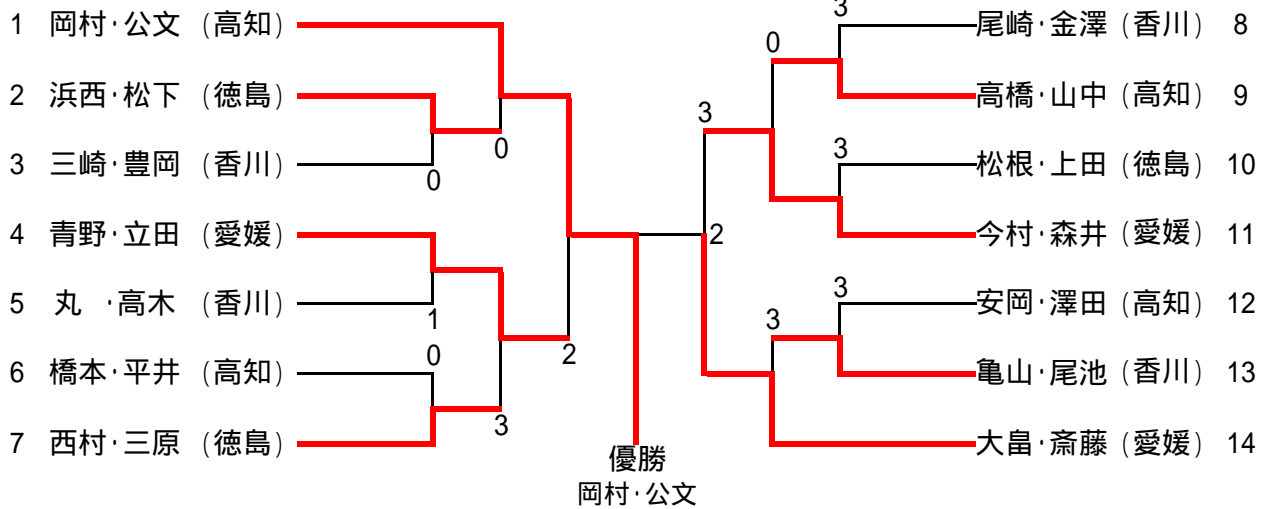 1 岡村・公文 (高知)
2 浜西・松下 (徳島)
3 三崎・豊岡 (香川)
4 青野・立田 (愛媛)
5 丸 ・高木 (香川)
6 橋本・平井 (高知)
7 西村・三原 (徳島)
0
0
1
0
3
2
優勝
岡村・公文
3
0
3
3
2
3
3
尾崎・金澤 (香川) 8
高橋・山中 (高知) 9
松根・上田 (徳島) 10
今村・森井 (愛媛) 11
安岡・澤田 (高知) 12
亀山・尾池 (香川) 13
大畠・斎藤 (愛媛) 14